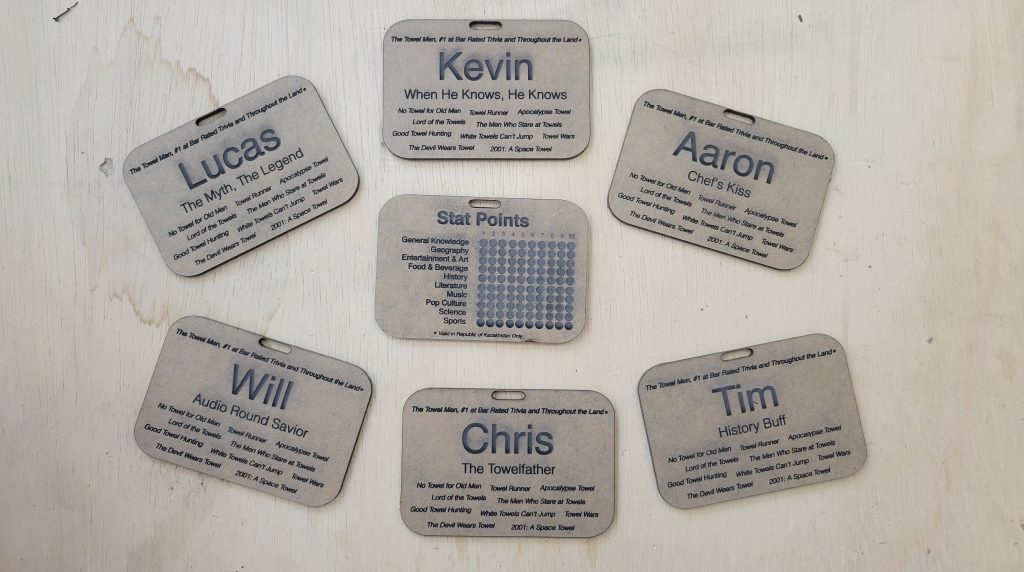 The Towel Men, #1 at Bar Rated Trivia and Throughout the Land*
Kevin
When He Knows, He Knows
No Towel for Old Men Towel Runner Apocalypse Towel
Lord of the Towels The Men Who Stare at Towels
Good Towel Hunting White Towels Can't Jump Towel Wars
The Devil Wears Towel 2001: A Space Towel
The Towel Men, #1 at Bar Rated Trivia and Throughout the Land*
Lucas
The Myth, The Legend
No Towel for Old Men Towel Runner Apocalypse Towel
Lord of the Towels The Men Who Stare at Towels
Good Towel Hunting White Towels Can't Jump Towel Wars
The Devil Wears Towel 2001: A Space Towel
The Towel Men, #1 at Bar Rated Trivia and Throughout the Land*
Aaron
Chef's Kiss
No Towel for Old Men Towel Runner Apocalypse Towel
Lord of the Towels The Men Who Stare at Towels
Good Towel Hunting White Towels Can't Jump Towel Wars
The Devil Wears Towel 2001: A Space Towel
Stat Points
1 2 3 4 5 6 7 8 9 10
General Knowledge
Geography
Entertainment & Art
Food & Beverage
History
Literature
Music
Pop Culture
Science
Sports
* Valid in Republic of Kazakhstan Only
The Towel Men, #1 at Bar Rated Trivia and Throughout the Land*
Will
Audio Round Savior
No Towel for Old Men Towel Runner Apocalypse Towel
Lord of the Towels The Men Who Stare at Towels
Good Towel Hunting White Towels Can't Jump Towel Wars
The Devil Wears Towel 2001: A Space Towel
The Towel Men, #1 at Bar Rated Trivia and Throughout the Land*
Chris
The Towelfather
No Towel for Old Men Towel Runner Apocalypse Towel
Lord of the Towels The Men Who Stare at Towels
Good Towel Hunting White Towels Can't Jump Towel Wars
The Devil Wears Towel 2001: A Space Towel
The Towel Men, #1 at Bar Rated Trivia and Throughout the Land*
Tim
History Buff
No Towel for Old Men Towel Runner Apocalypse Towel
Lord of the Towels The Men Who Stare at Towels
Good Towel Hunting White Towels Can't Jump Towel Wars
The Devil Wears Towel 2001: A Space Towel